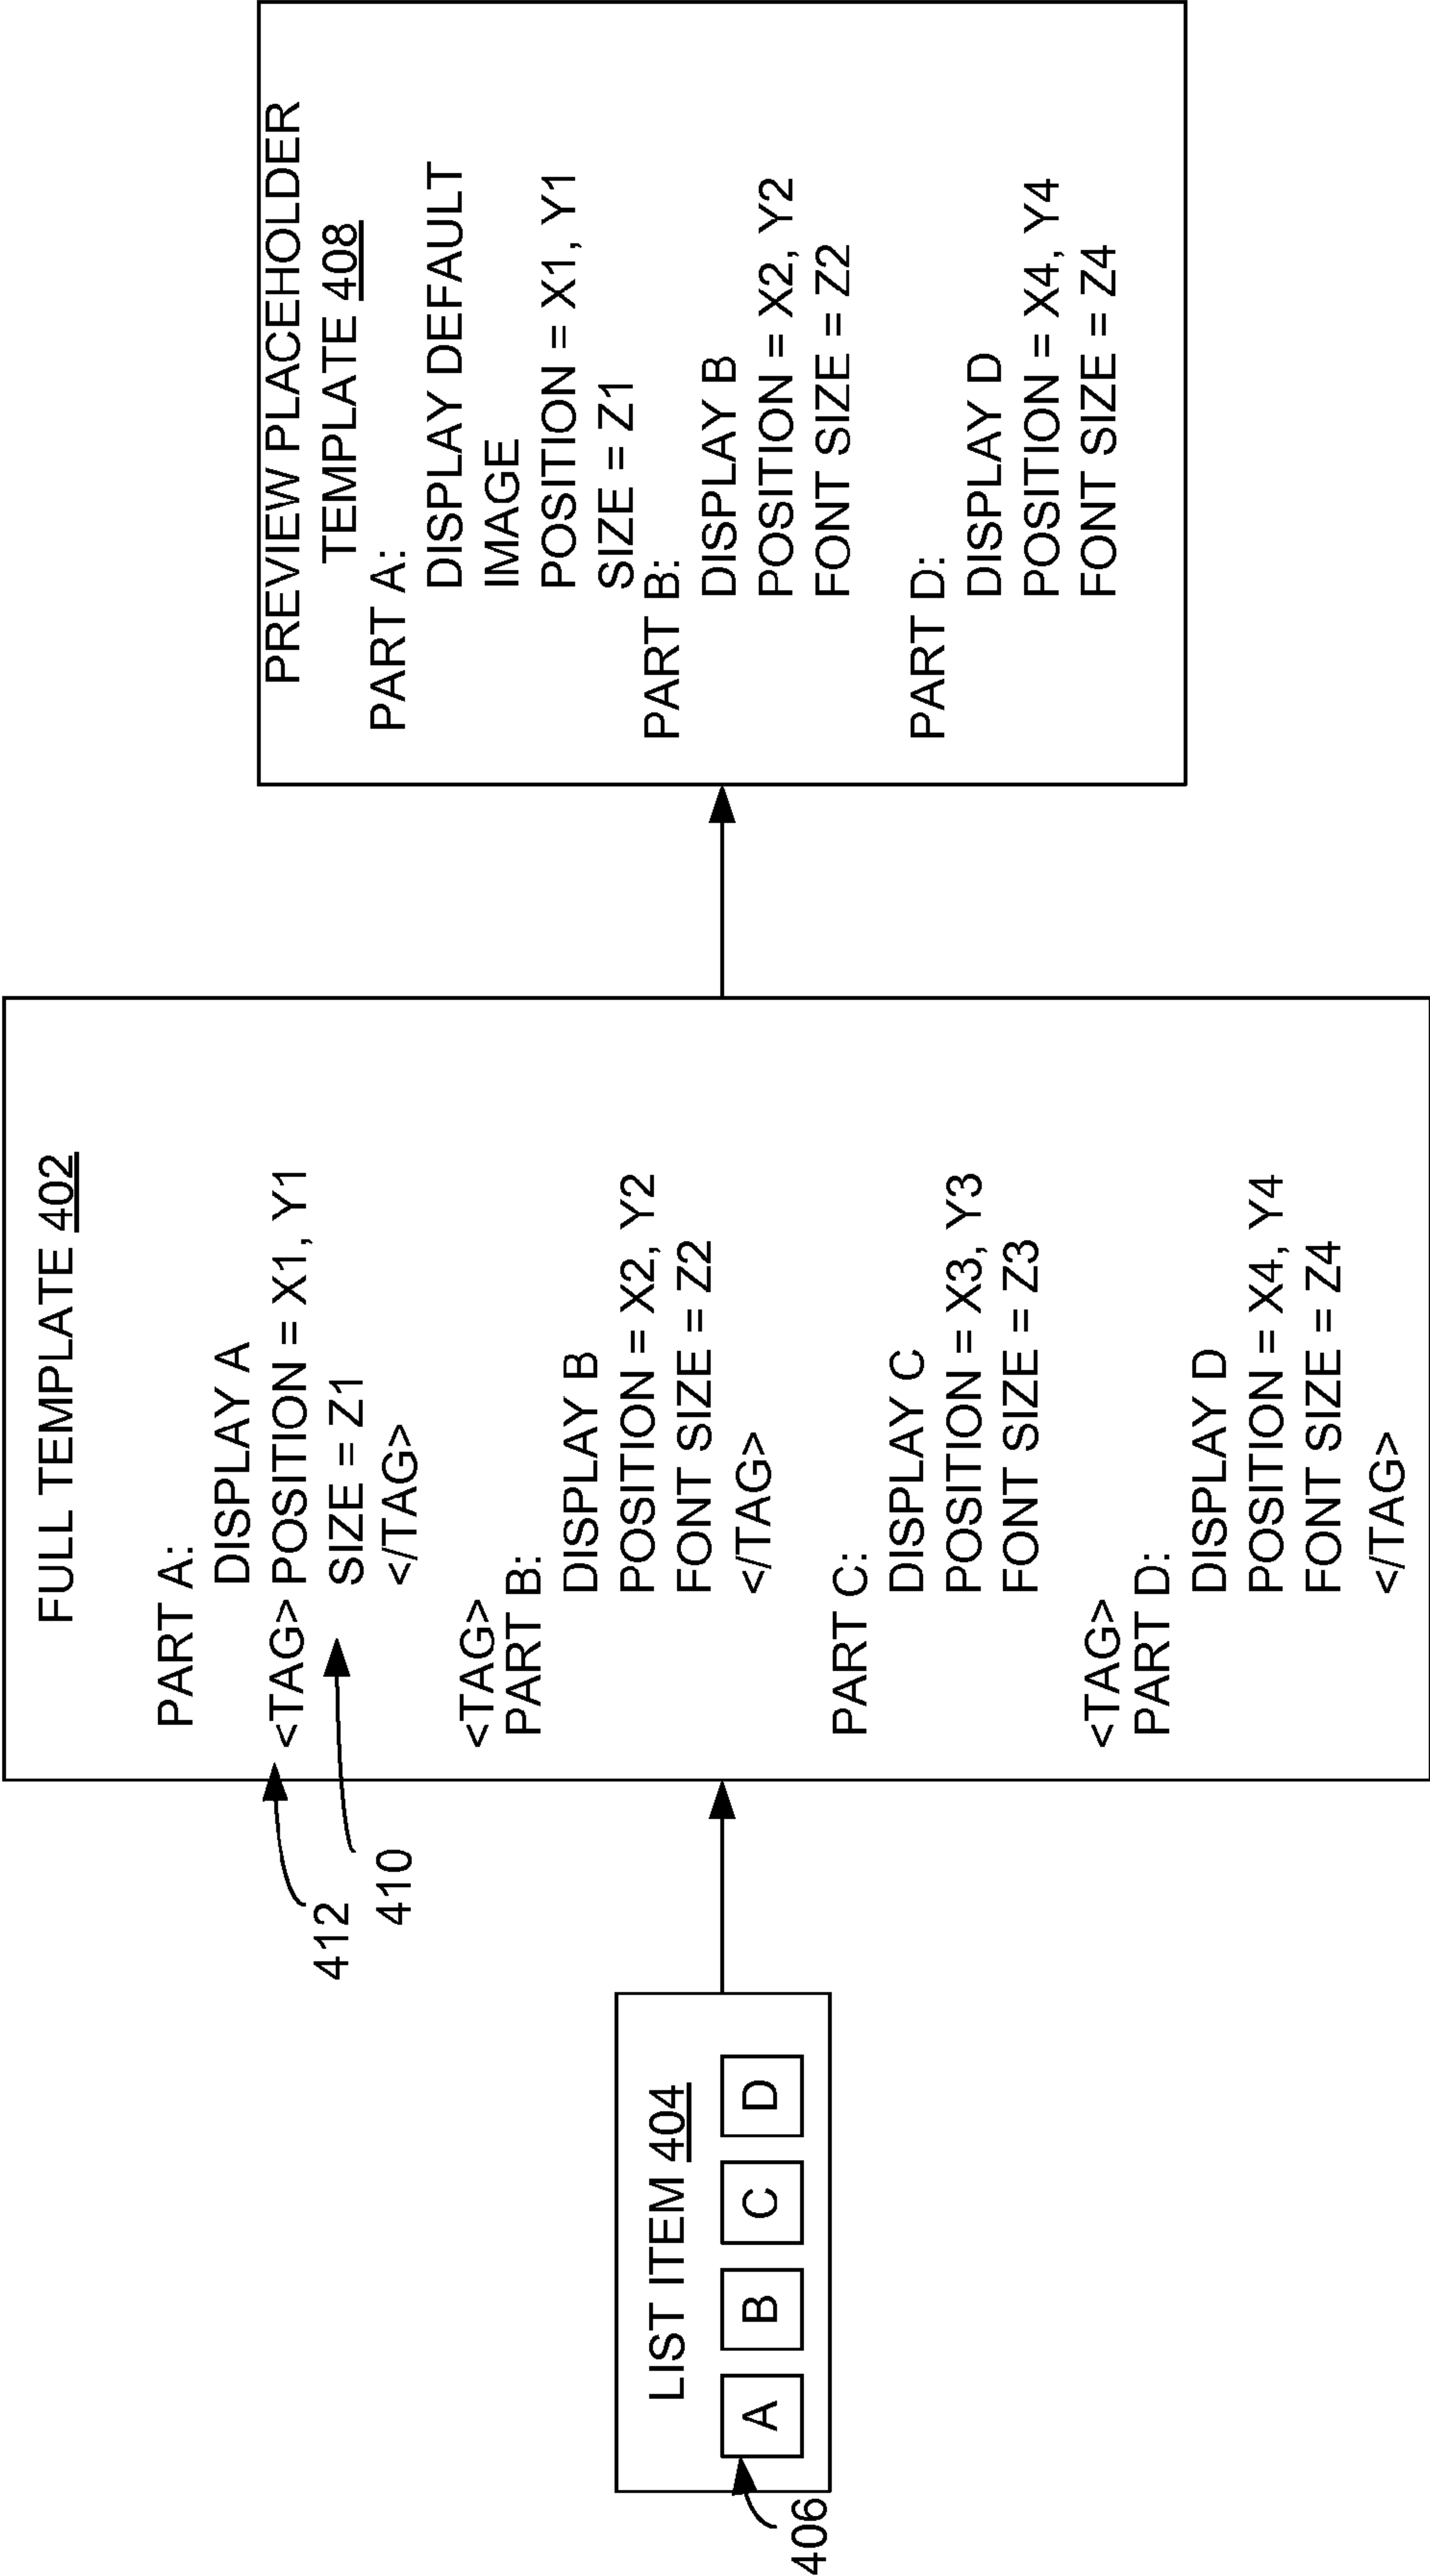 LIST ITEM 404
A B C D
406
412
410
FULL TEMPLATE 402
PART A:
DISPLAY A
<TAG> POSITION = X1, Y1
SIZE = Z1
</TAG>
<TAG>
PART B:
DISPLAY B
POSITION = X2, Y2
FONT SIZE = Z2
</TAG>
PART C:
DISPLAY C
POSITION = X3, Y3
FONT SIZE = Z3
<TAG>
PART D:
DISPLAY D
POSITION = X4, Y4
FONT SIZE = Z4
</TAG>
PREVIEW PLACEHOLDER
TEMPLATE 408
PART A:
DISPLAY DEFAULT
IMAGE
POSITION = X1, Y1
SIZE = Z1
PART B:
DISPLAY B
POSITION = X2, Y2
FONT SIZE = Z2
PART D:
DISPLAY D
POSITION = X4, Y4
FONT SIZE = Z4